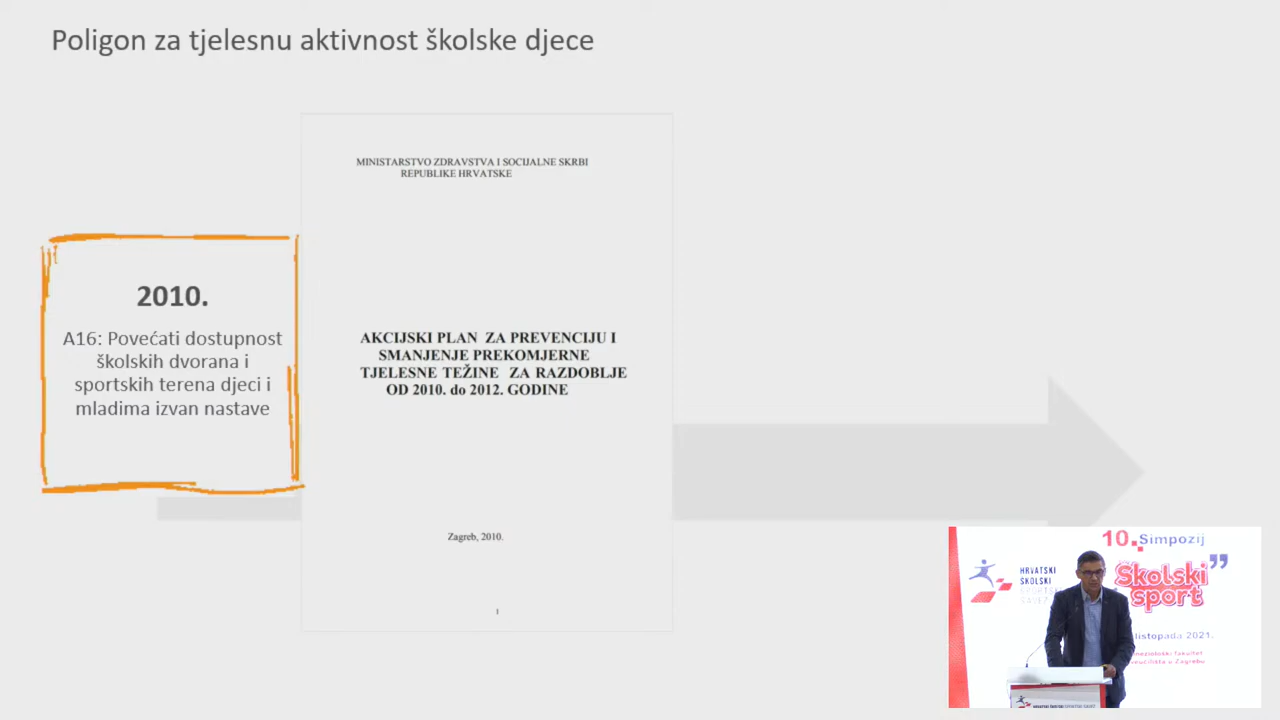 Poligon za tjelesnu aktivnost školske djece
MINISTARSTVO ZDRAVSTVA I SOCIJALNE SKRBI
REPUBLIKE HRVATSKE
2010.
A16: Povećati dostupnost
školskih dvorana i
sportskih terena djeci i
mladima izvan nastave
AKCIJSKI PLAN ZA PREVENCIJU I
SMANJENJE PREKOMJERNE
TJELESNE TEŽINE ZA RAZDOBLJE
OD 2010. do 2012. GODINE
Zagreb, 2010.
1
10. Simpozij
Školski
sport
HRVATSKI
ŠKOLSKI
listopada 2021.